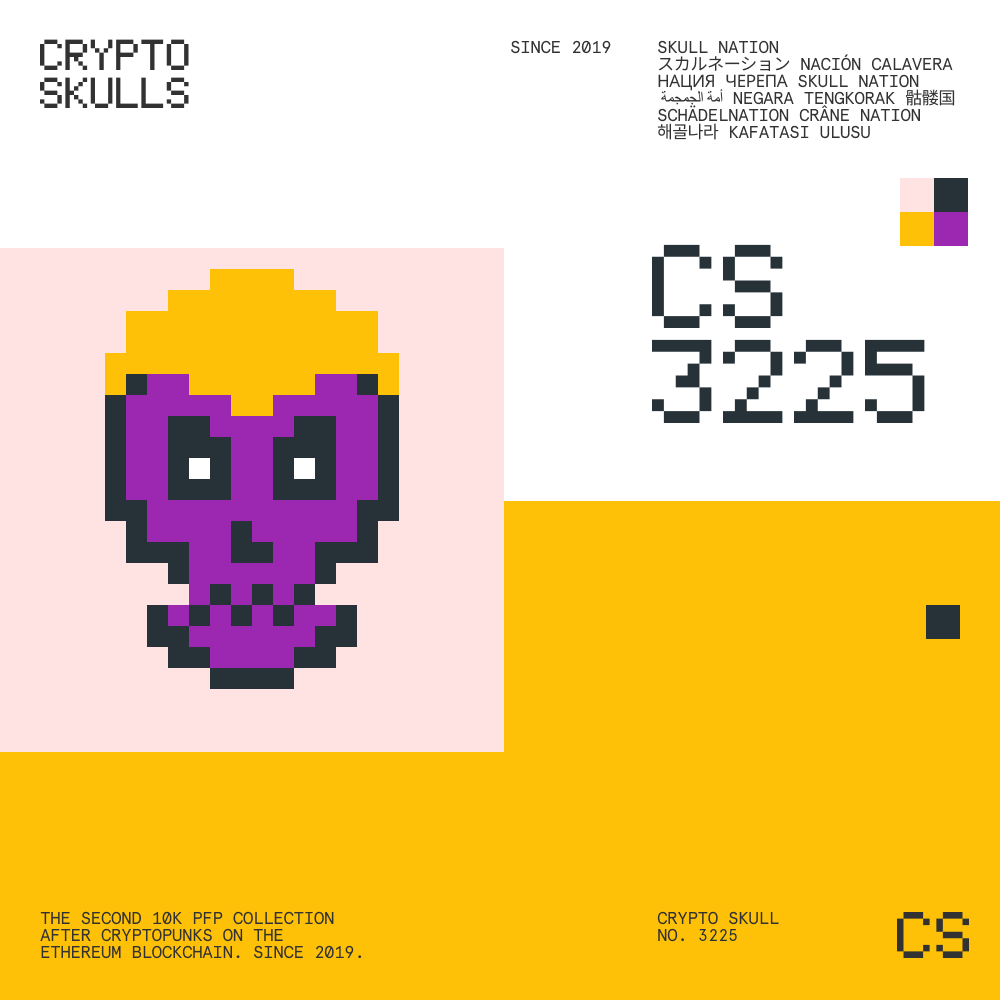 CRYPTO
SKULLS
SINCE 2019
SKULL NATION
スカルネーション NACIÓN CALAVERA
НАЦИЯ ЧЕРЕПА SKULL NATION
أمة الجمجمة NEGARA TENGKORAK 骷髅国
SCHÄDELNATION CRÂNE NATION
해골나라 KAFATASI ULUSU
CS
3225
THE SECOND 10K PFP COLLECTION
AFTER CRYPTOPUNKS ON THE
ETHEREUM BLOCKCHAIN. SINCE 2019.
CRYPTO SKULL
NO. 3225
CS